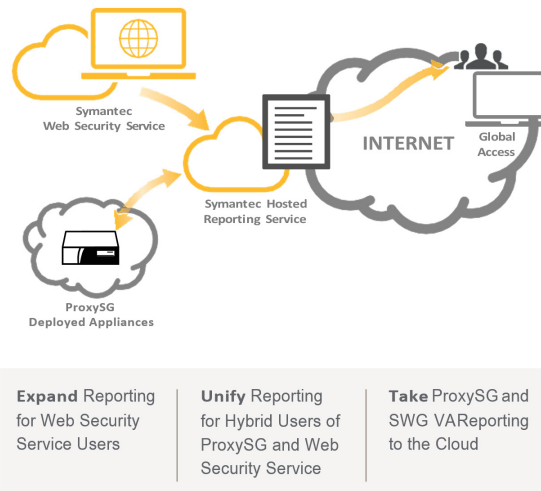 Symantec
Web Security Service
INTERNET
Global
Access
Symantec Hosted
Reporting Service
ProxySG
Deployed Appliances
Expand Reporting
for Web Security
Service Users
Unify Reporting
for Hybrid Users of
ProxySG and Web
Security Service
Take ProxySG and
SWG VAReporting
to the Cloud